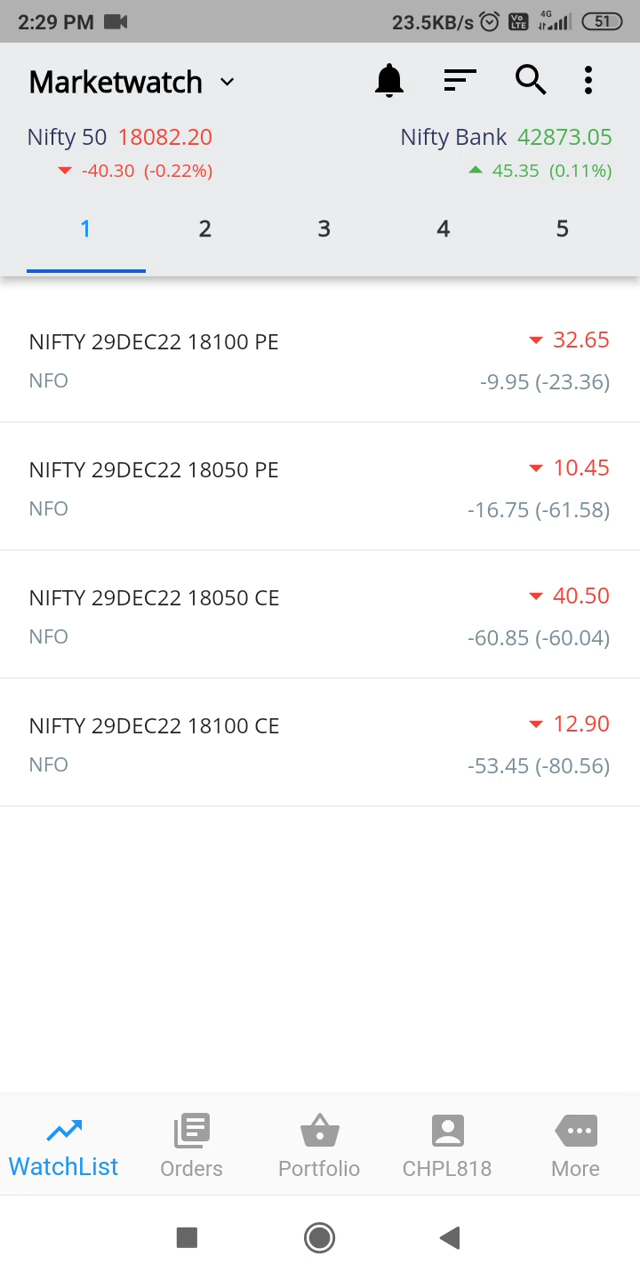 2:29 PM 23.5KB/s Vo LTE 4G 51
Marketwatch
Nifty 50 18082.20 Nifty Bank 42873.05
-40.30 (-0.22%) 45.35 (0.11%)
1 2 3 4 5
NIFTY 29DEC22 18100 PE 32.65
NFO -9.95 (-23.36)
NIFTY 29DEC22 18050 PE 10.45
NFO -16.75 (-61.58)
NIFTY 29DEC22 18050 CE 40.50
NFO -60.85 (-60.04)
NIFTY 29DEC22 18100 CE 12.90
NFO -53.45 (-80.56)
WatchList Orders Portfolio CHPL818 More